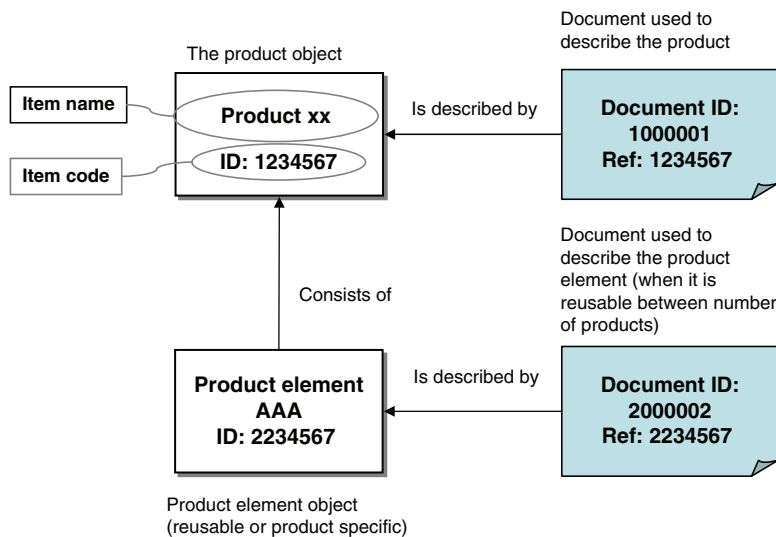 The product object
Document used to
describe the product
Item name
Product xx
Is described by
Document ID:
1000001
Ref: 1234567
Item code
ID: 1234567
Document used to
describe the product
element (when it is
reusable between number
of products)
Consists of
Product element
AAA
ID: 2234567
Is described by
Document ID:
2000002
Ref: 2234567
Product element object
(reusable or product specific)